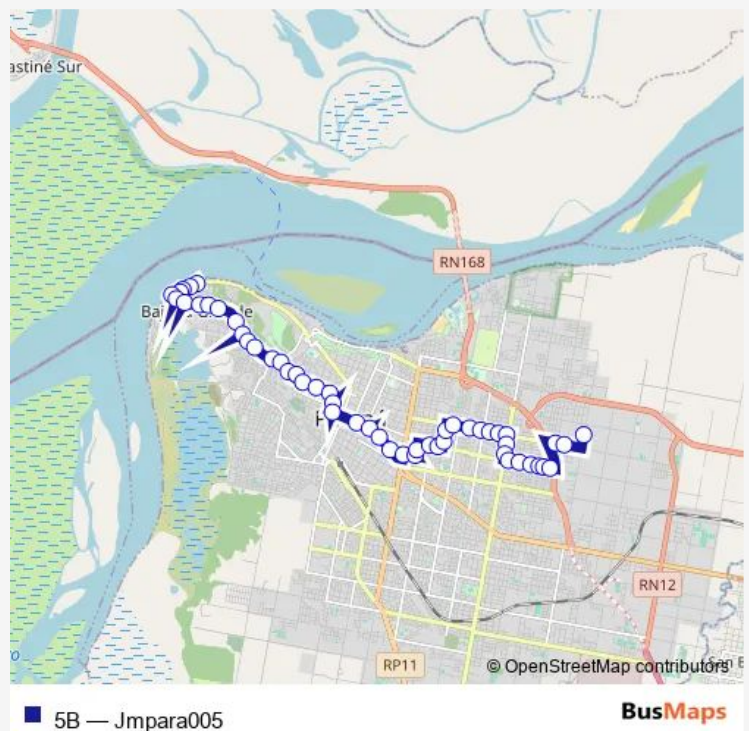 astiné Sur
RN168
RN12
RP11
© OpenStreetMap contributors
5B — Jmpara005
BusMaps